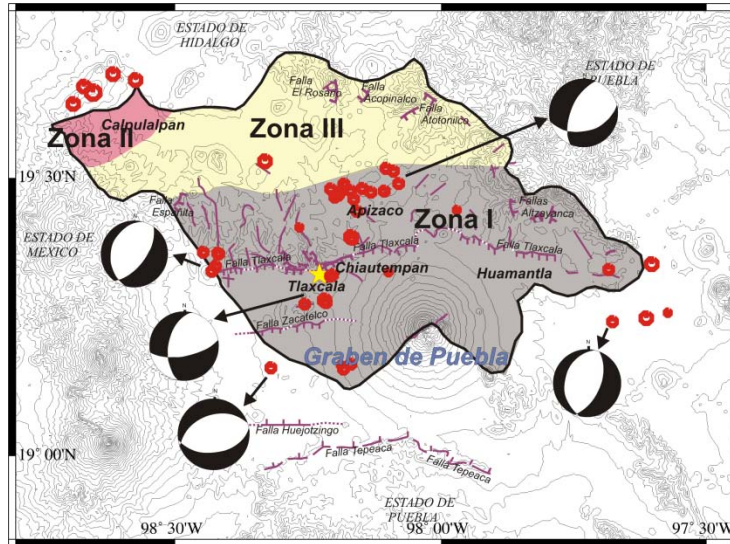 ESTADO DE
HIDALGO
ESTADO DE
PUEBLA
Falla
El Rosario
Falla
Acopinalco
Falla
Atotonilco
Calpulalpan
Zona II
Zona III
19° 30'
Falla
Españita
Apizaco
Zona I
Fallas
Altzayanca
ESTADO DE
MEXICO
Falla Tlaxcala
Falla Tlaxcala
Falla Tlaxcala
Chiautempan
Huamantla
Tlaxcala
Falla Zacatelco
Graben de Puebla
Falla Huejotzingo
19° 00'
Falla Tepeaca
Falla Tepeaca
ESTADO DE
PUEBLA
98° 30'W
98° 00'W
97° 30'W